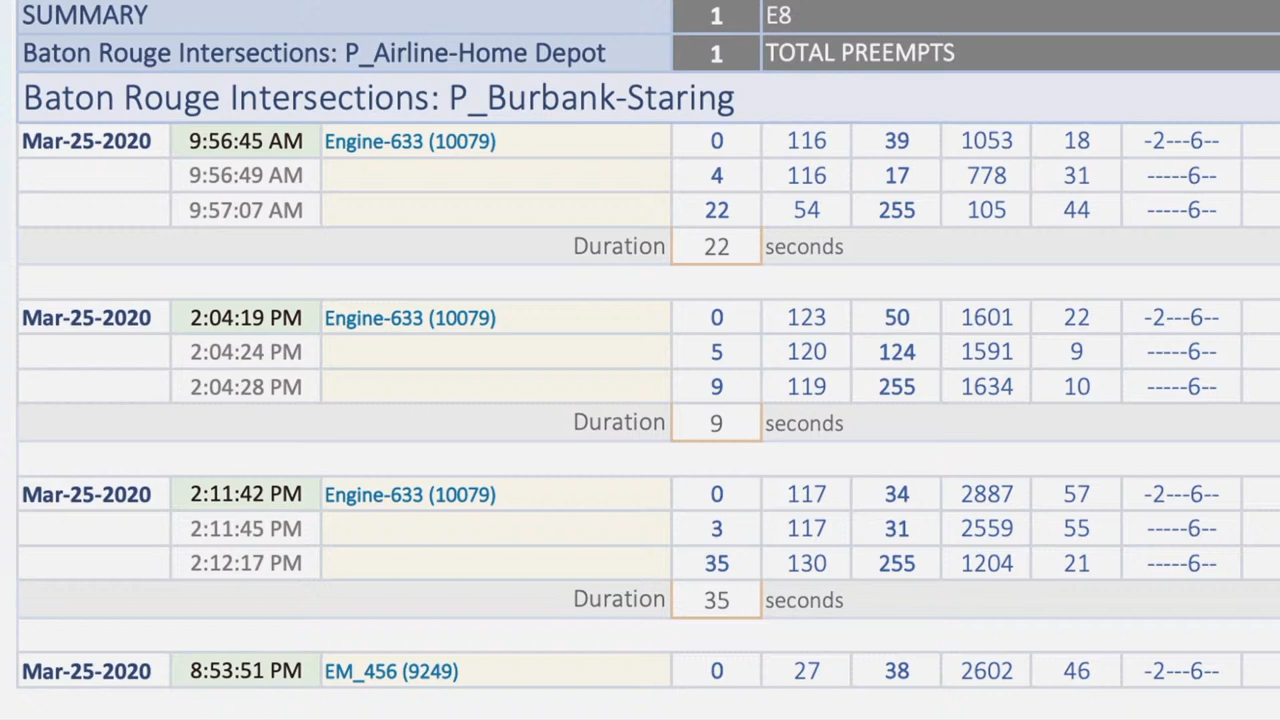 SUMMARY 1 E8
Baton Rouge Intersections: P_Airline-Home Depot 1 TOTAL PREEMPTS
Baton Rouge Intersections: P_Burbank-Staring
Mar-25-2020 9:56:45 AM Engine-633 (10079) 0 116 39 1053 18 -2---6--
9:56:49 AM 4 116 17 778 31 -----6--
9:57:07 AM 22 54 255 105 44 -----6--
Duration 22 seconds
Mar-25-2020 2:04:19 PM Engine-633 (10079) 0 123 50 1601 22 -2---6--
2:04:24 PM 5 120 124 1591 9 -----6--
2:04:28 PM 9 119 255 1634 10 -----6--
Duration 9 seconds
Mar-25-2020 2:11:42 PM Engine-633 (10079) 0 117 34 2887 57 -2---6--
2:11:45 PM 3 117 31 2559 55 -----6--
2:12:17 PM 35 130 255 1204 21 -----6--
Duration 35 seconds
Mar-25-2020 8:53:51 PM EM_456 (9249) 0 27 38 2602 46 -2---6--